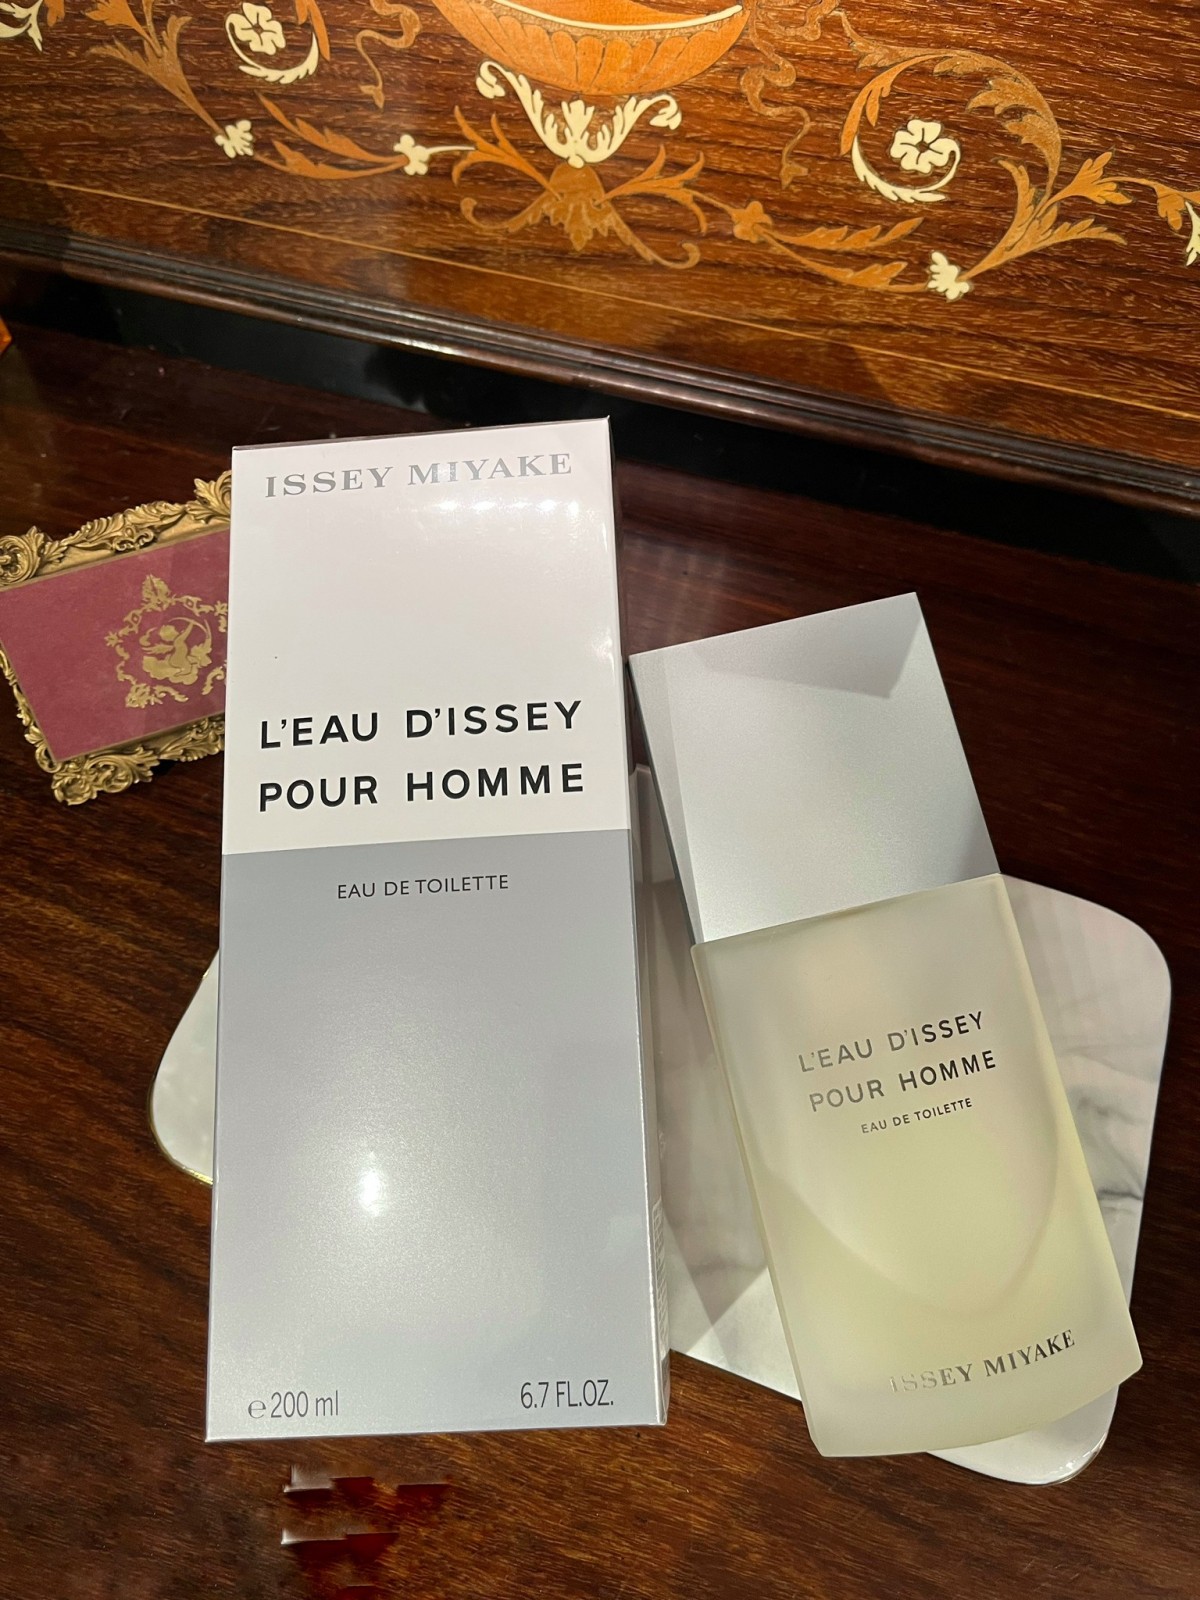 ISSEY MIYAKE
L'EAU D'ISSEY
POUR HOMME
EAU DE TOILETTE
℮ 200 ml 6.7 FL.OZ.
L'EAU D'ISSEY
POUR HOMME
EAU DE TOILETTE
ISSEY MIYAKE